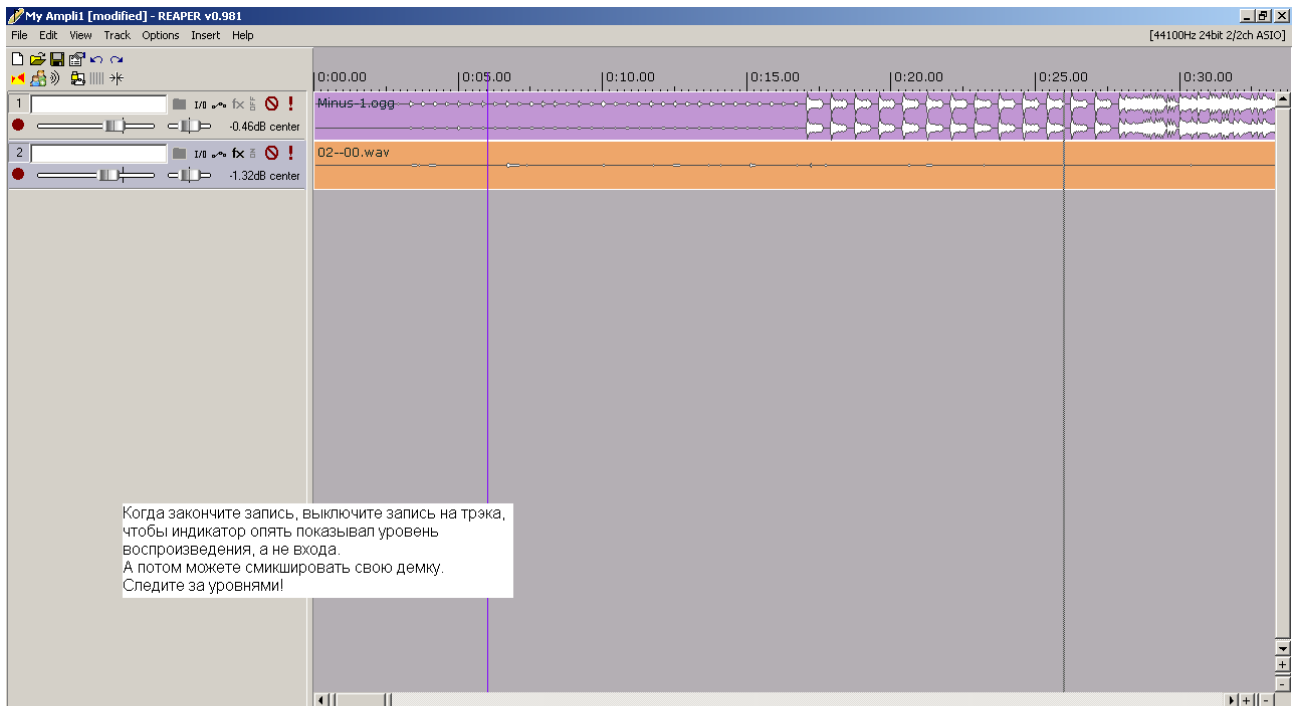 My Ampli1 [modified] - REAPER v0.981
File Edit View Track Options Insert Help [44100Hz 24bit 2/2ch ASIO]
0:00.00 0:05.00 0:10.00 0:15.00 0:20.00 0:25.00 0:30.00
1 I/O fx Minus-1.ogg
-0.46dB center
2 I/O fx 02--00.wav
-1.32dB center
Когда закончите запись, выключите запись на трэка,
чтобы индикатор опять показывал уровень
воспроизведения, а не входа.
А потом можете смикшировать свою демку.
Следите за уровнями!